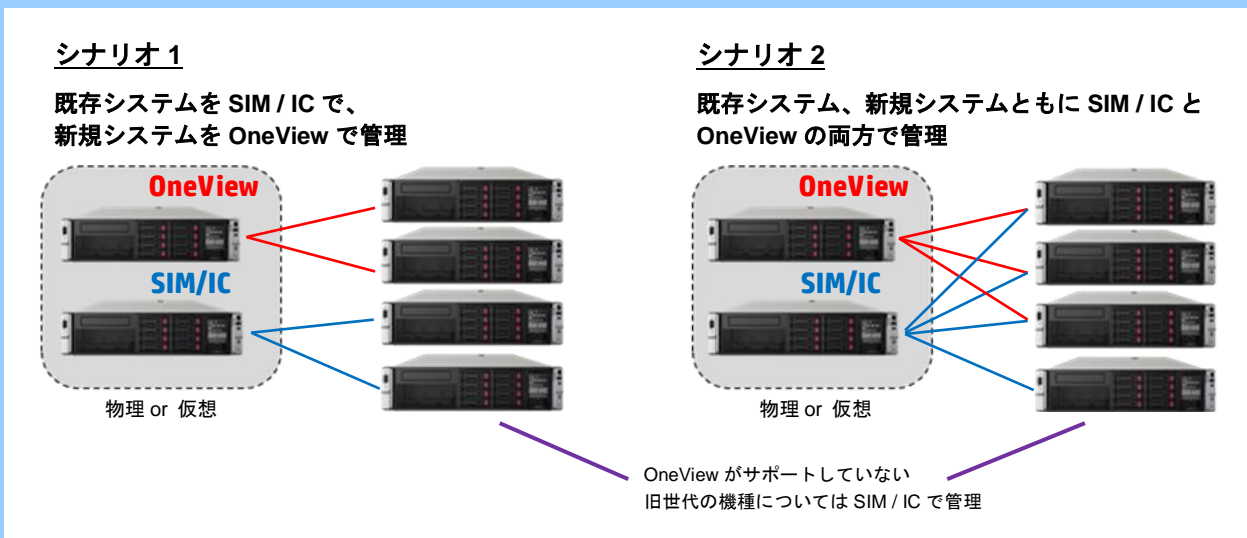 シナリオ 1
既存システムを SIM / IC で、
新規システムを OneView で管理
OneView
SIM/IC
物理 or 仮想
シナリオ 2
既存システム、新規システムともに SIM / IC と
OneView の両方で管理
OneView
SIM/IC
物理 or 仮想
OneView がサポートしていない
旧世代の機種については SIM / IC で管理